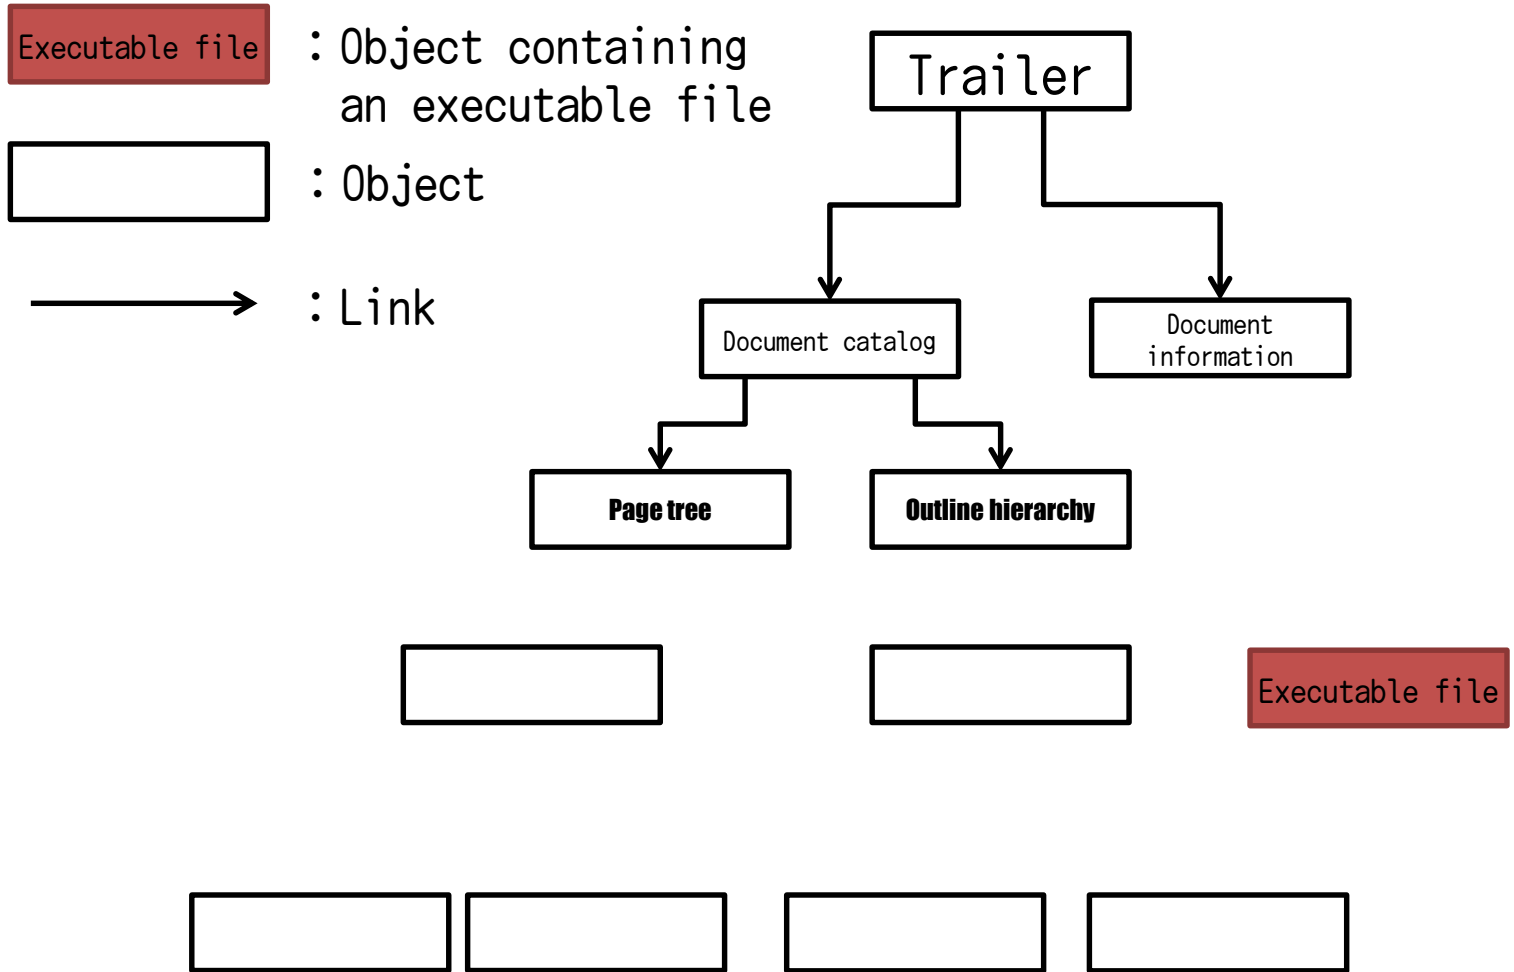 Executable file
: Object containing
an executable file
: Object
: Link
Trailer
Document catalog
Document
information
Page tree
Outline hierarchy
Executable file